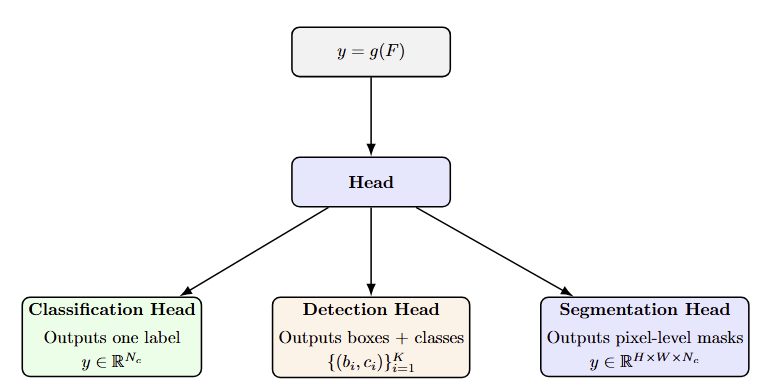 y = g(F)
Head
Classification Head
Outputs one label
y ∈ ℝ^{N_c}
Detection Head
Outputs boxes + classes
{(b_i, c_i)}_{i=1}^{K}
Segmentation Head
Outputs pixel-level masks
y ∈ ℝ^{H×W×N_c}